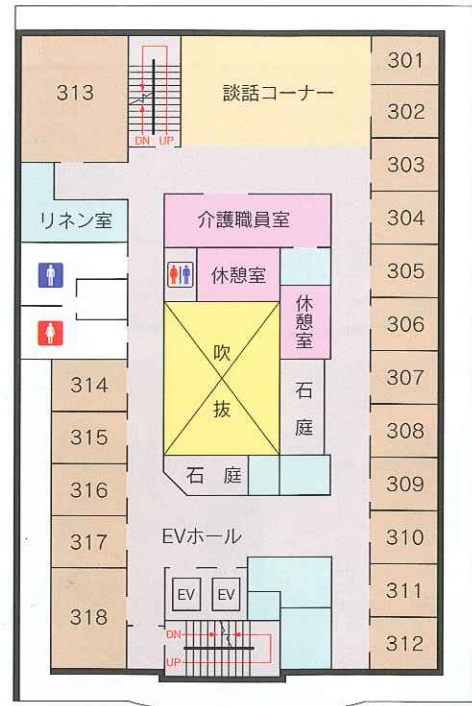 301
313
談話コーナー
302
DN UP
303
リネン室
介護職員室
304
休憩室
305
休憩室
306
吹抜
石庭
307
314
308
315
石庭
309
316
EVホール
310
317
EV EV
311
318
DN
UP
312